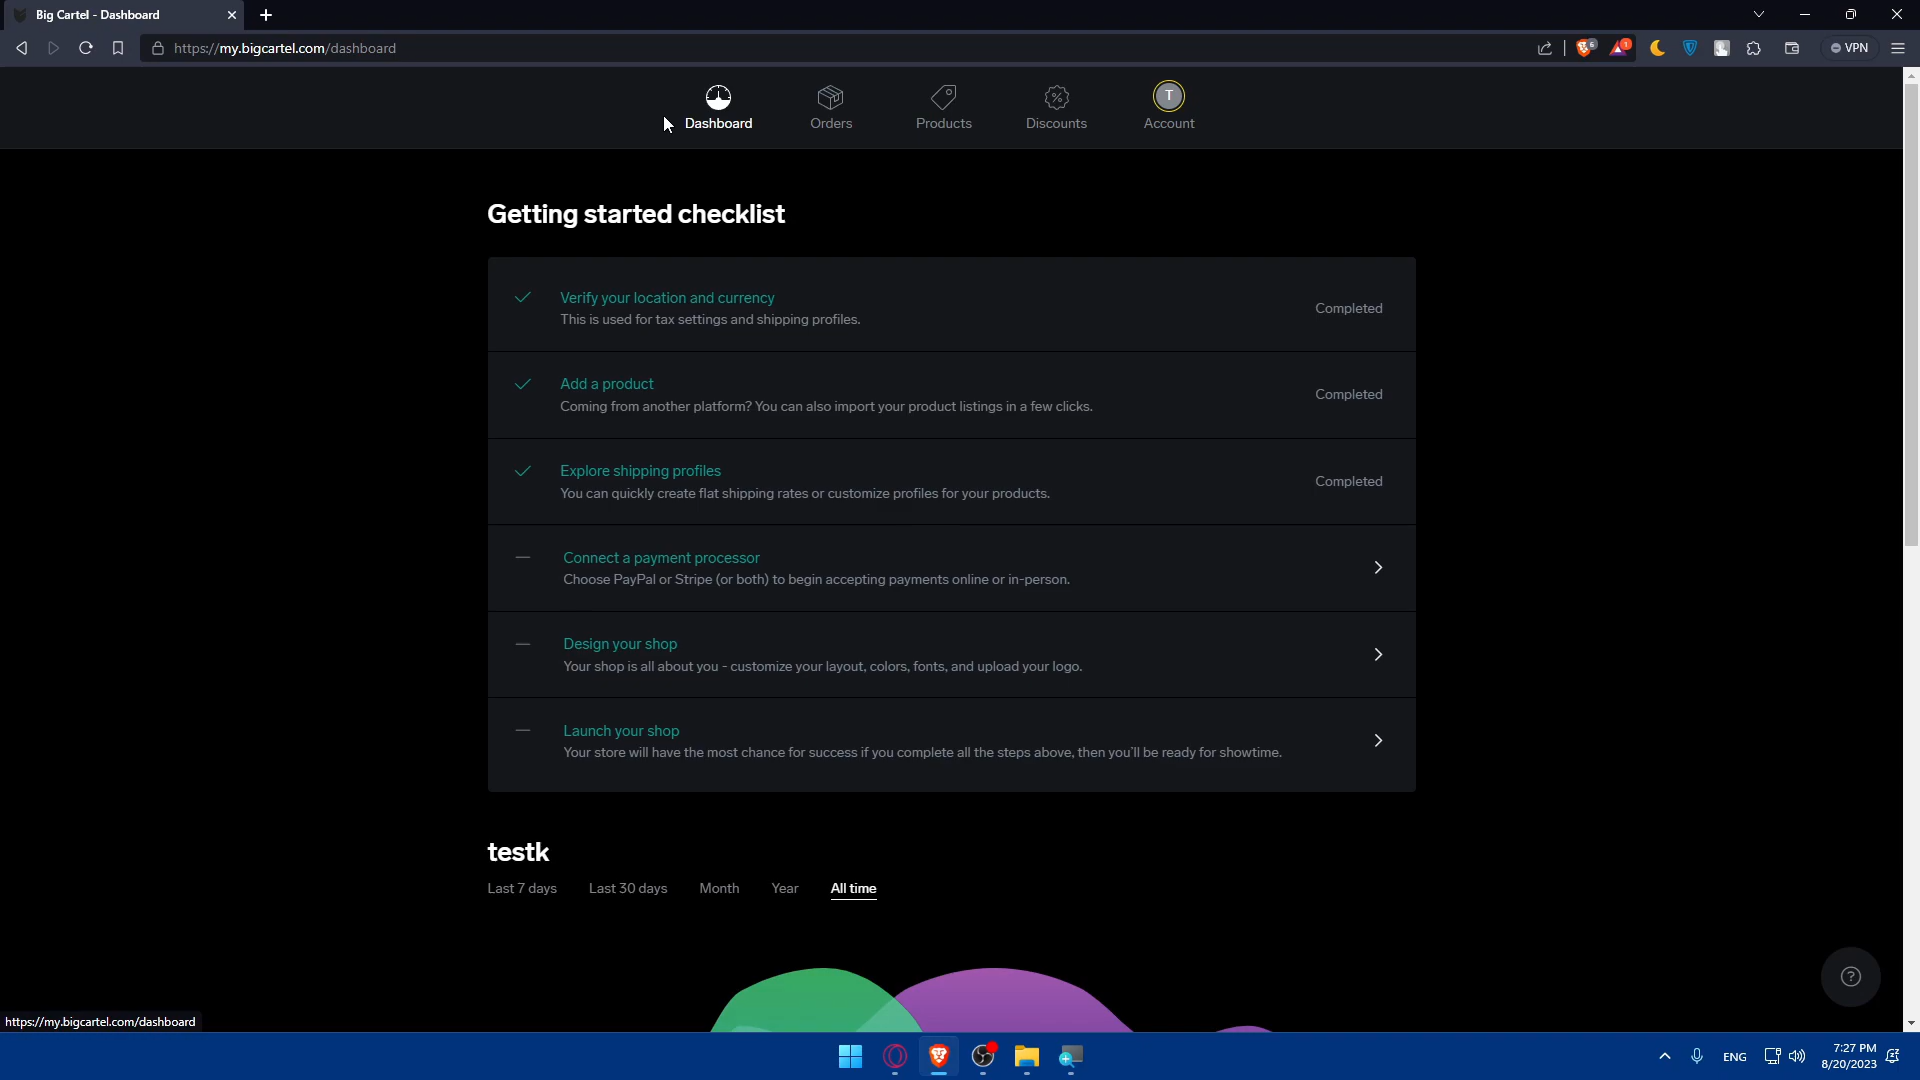 Big Cartel - Dashboard
https://my.bigcartel.com/dashboard
6
1
VPN
Dashboard
Orders
Products
Discounts
T
Account
Getting started checklist
Verify your location and currency
This is used for tax settings and shipping profiles.
Completed
Add a product
Coming from another platform? You can also import your product listings in a few clicks.
Completed
Explore shipping profiles
You can quickly create flat shipping rates or customize profiles for your products.
Completed
Connect a payment processor
Choose PayPal or Stripe (or both) to begin accepting payments online or in-person.
Design your shop
Your shop is all about you - customize your layout, colors, fonts, and upload your logo.
Launch your shop
Your store will have the most chance for success if you complete all the steps above, then you'll be ready for showtime.
testk
Last 7 days
Last 30 days
Month
Year
All time
https://my.bigcartel.com/dashboard
ENG
7:27 PM
8/20/2023